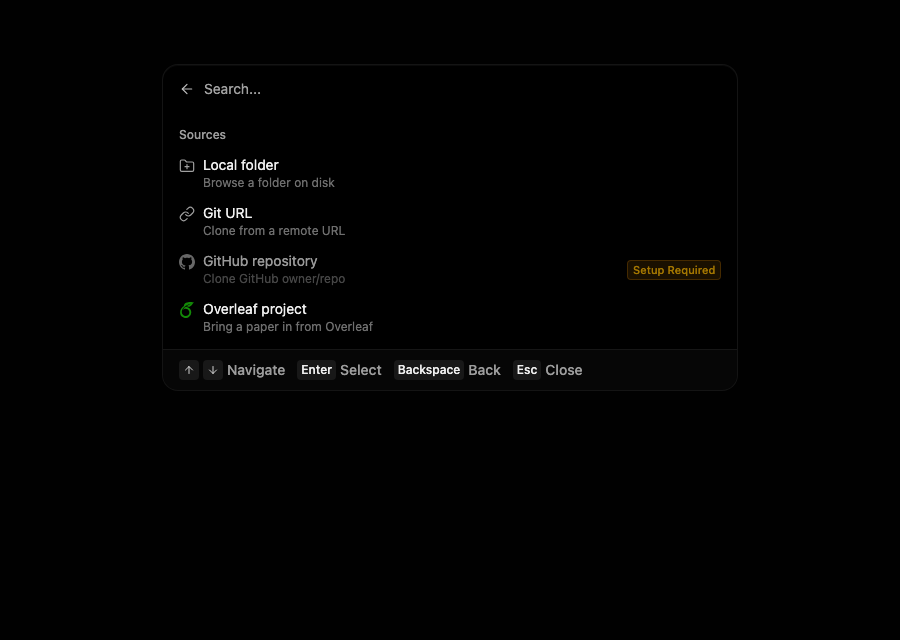 Search...
Sources
Local folder
Browse a folder on disk
Git URL
Clone from a remote URL
GitHub repository
Clone GitHub owner/repo
Setup Required
Overleaf project
Bring a paper in from Overleaf
↑ ↓ Navigate Enter Select Backspace Back Esc Close